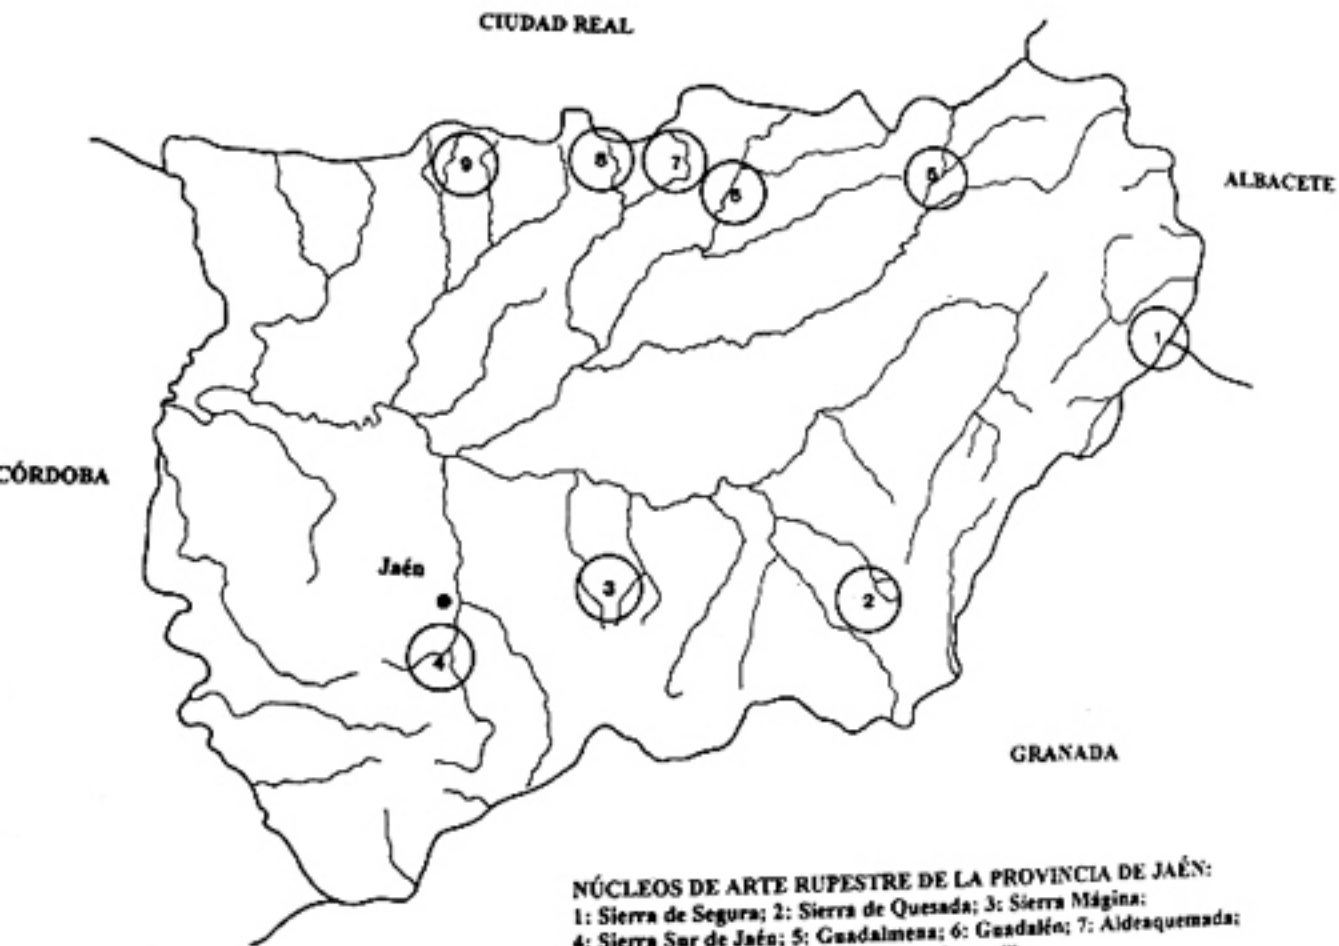 CIUDAD REAL
9
8
7
6
5
ALBACETE
1
CÓRDOBA
Jaén
3
2
4
GRANADA
NÚCLEOS DE ARTE RUPESTRE DE LA PROVINCIA DE JAÉN:
1: Sierra de Segura; 2: Sierra de Quesada; 3: Sierra Mágina;
4: Sierra Sur de Jaén; 5: Guadalmena; 6: Guadalén; 7: Aldeaquemada;